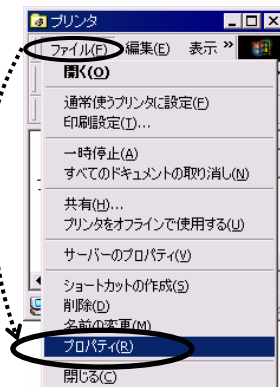 プリンタ
ファイル(F) 編集(E) 表示 »
開く(O)
通常使うプリンタに設定(F)
印刷設定(T)...
一時停止(A)
すべてのドキュメントの取り消し(N)
共有(H)...
プリンタをオフラインで使用する(U)
サーバーのプロパティ(V)
ショートカットの作成(S)
削除(D)
名前の変更(M)
プロパティ(R)
閉じる(C)